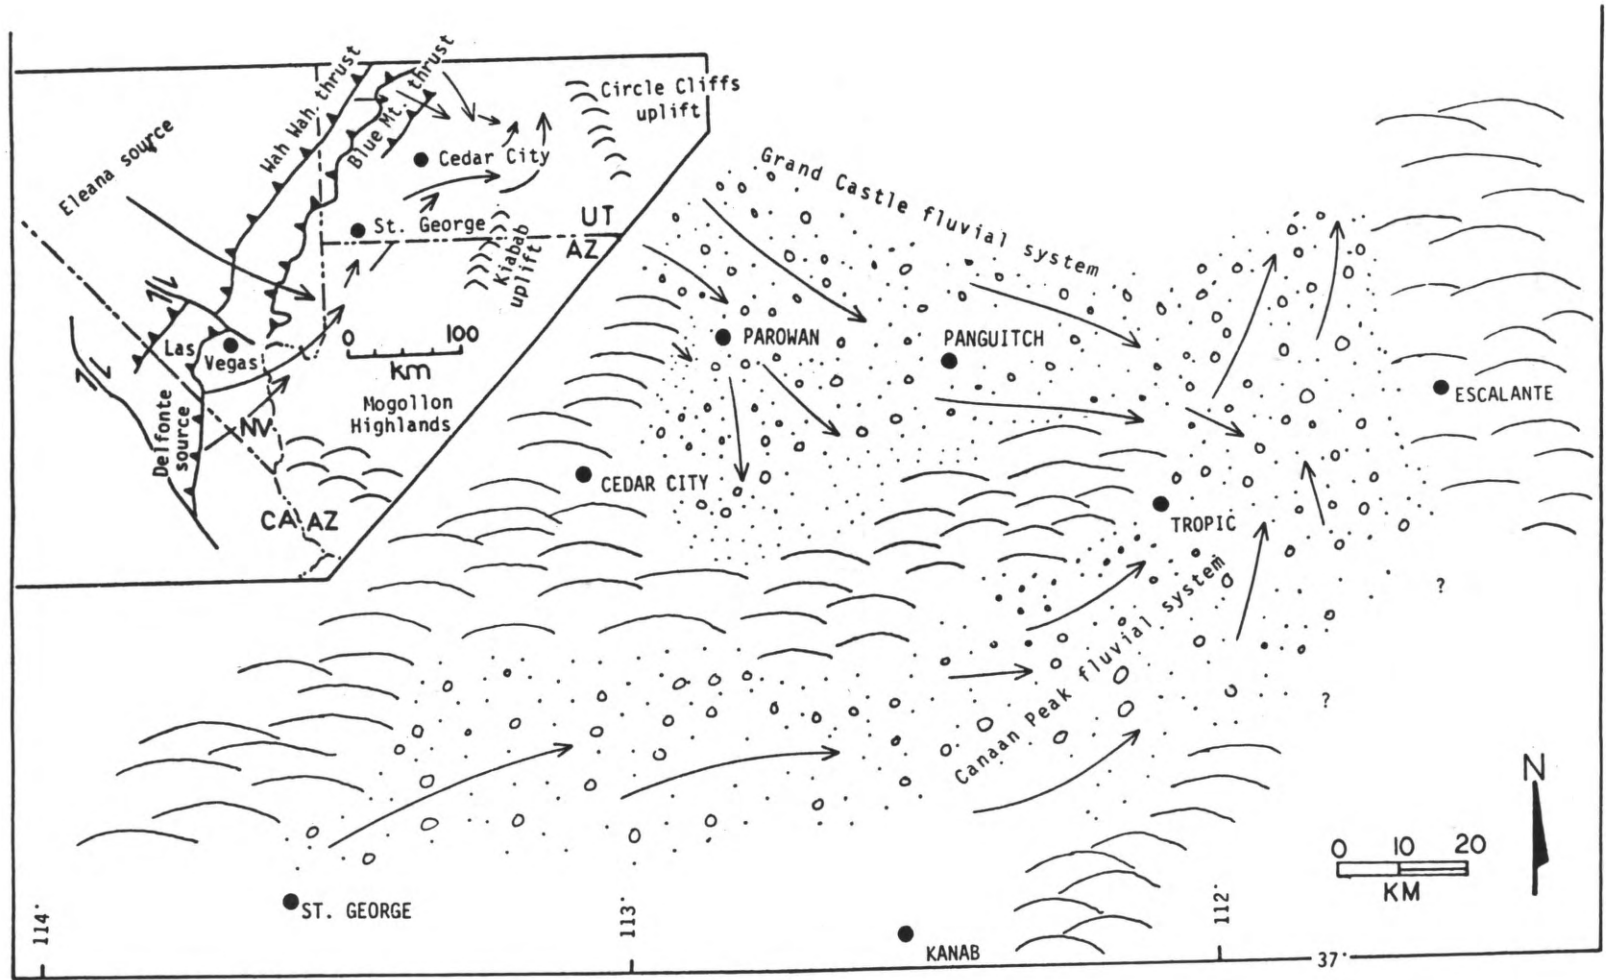 Wah Wah thrust
Blue Mt. thrust
Circle Cliffs
uplift
Eleana source
Cedar City
St. George
UT
AZ
Kiabab
uplift
Las
Vegas
0 100
km
Mogollon
Highlands
Delfonte
source
NV
CA AZ
Grand Castle fluvial system
PAROWAN
PANGUITCH
ESCALANTE
CEDAR CITY
TROPIC
?
Canaan Peak fluvial system
?
N
0 10 20
KM
ST. GEORGE
KANAB
114°
113°
112°
37°